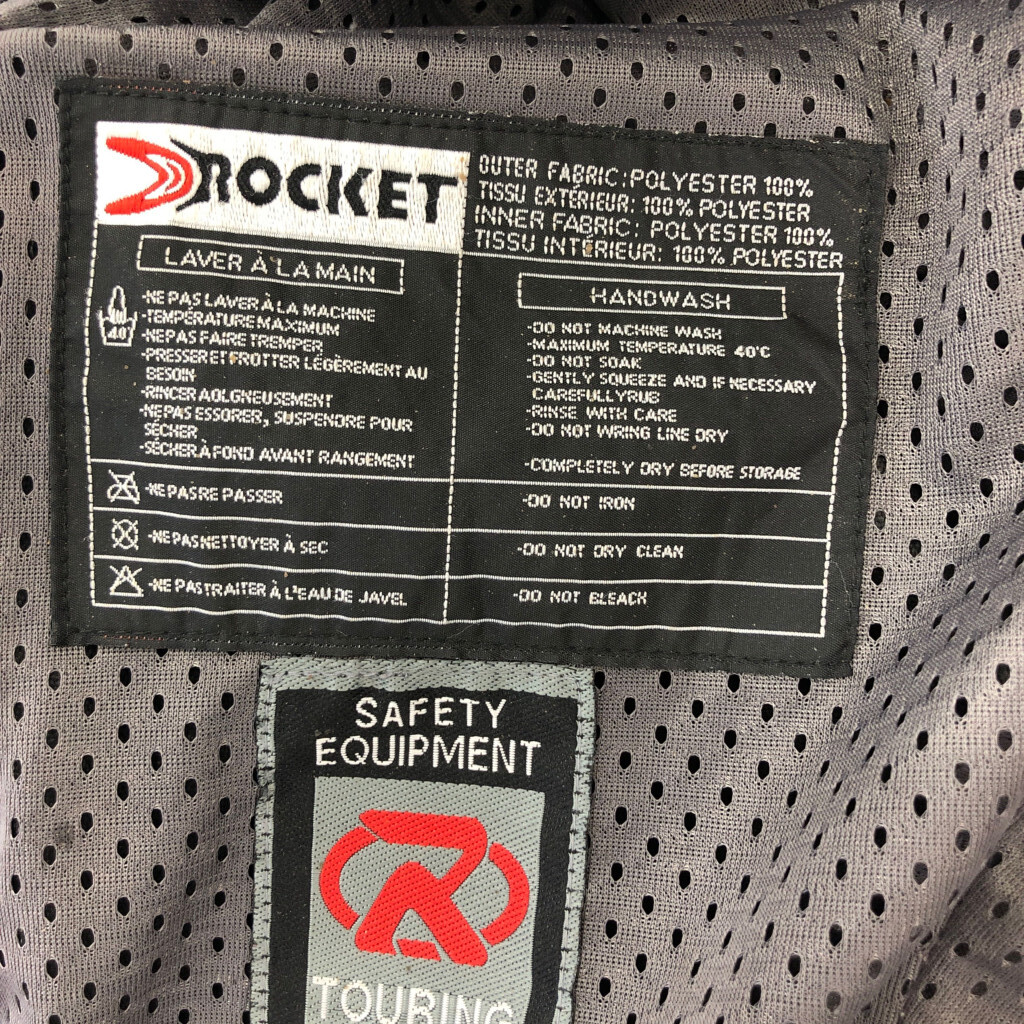 ROCKET
OUTER FABRIC: POLYESTER 100%
TISSU EXTÉRIEUR: 100% POLYESTER
INNER FABRIC: POLYESTER 100%
TISSU INTÉRIEUR: 100% POLYESTER
LAVER À LA MAIN
40°
-NE PAS LAVER À LA MACHINE
-TEMPÉRATURE MAXIMUM
-NE PAS FAIRE TREMPER
-PRESSER ET FROTTER LÉGÈREMENT AU
BESOIN
-RINCER AOLGNEUSEMENT
-NE PAS ESSORER, SUSPENDRE POUR
SÉCHER
-SÉCHER À FOND AVANT RANGEMENT
-NE PAS RE PASSER
-NE PAS NETTOYER À SEC
-NE PAS TRAITER À L'EAU DE JAVEL
HANDWASH
-DO NOT MACHINE WASH
-MAXIMUM TEMPERATURE 40°C
-DO NOT SOAK
-GENTLY SQUEEZE AND IF NECESSARY
CAREFULLYRUB
-RINSE WITH CARE
-DO NOT WRING LINE DRY
-COMPLETELY DRY BEFORE STORAGE
-DO NOT IRON
-DO NOT DRY CLEAN
-DO NOT BLEACH
SAFETY
EQUIPMENT
R
TOURING